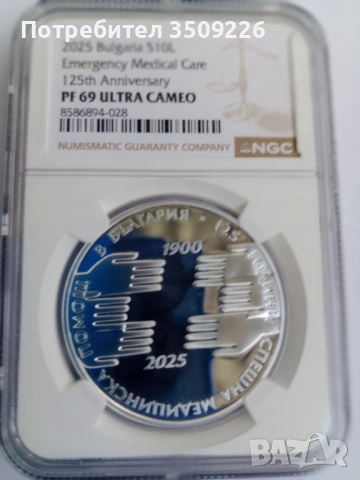 Потребител 3509226
2025 Bulgaria S10L
Emergency Medical Care
125th Anniversary
PF 69 ULTRA CAMEO
8586894-028
NUMISMATIC GUARANTY COMPANY
NGC
125 ГОДИНИ СПЕШНА МЕДИЦИНСКА ПОМОЩ В БЪЛГАРИЯ
1900
2025
BAZAR